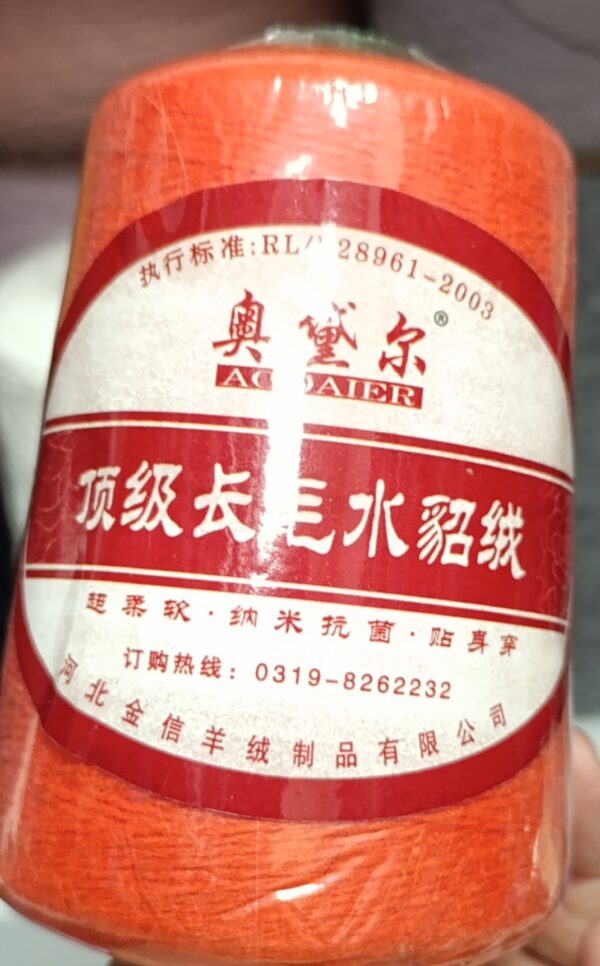 执行标准:RL/ 28961-2003
奥黛尔®
AODAIER
顶级长毛水貂绒
超柔软·纳米抗菌·贴身穿
订购热线:0319-8262232
河北金信羊绒制品有限公司